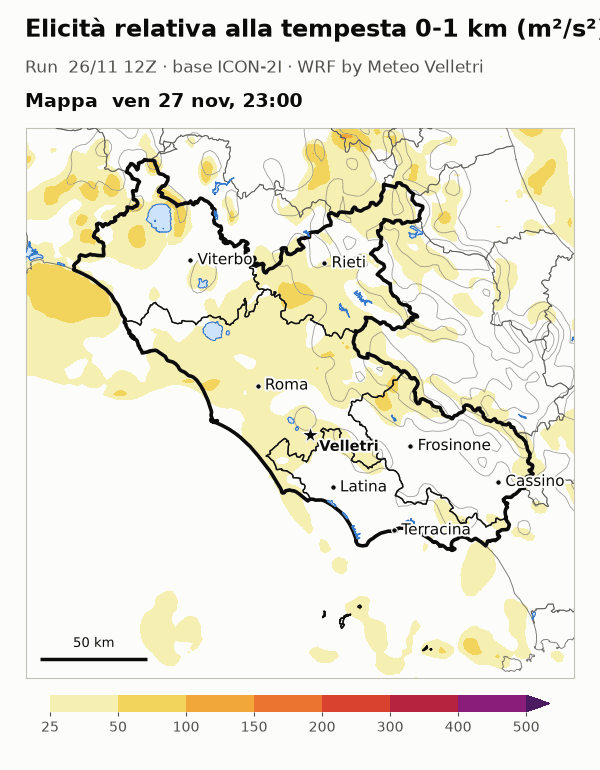 Elicità relativa alla tempesta 0-1 km (m²/s²)
Run 26/11 12Z · base ICON-2I · WRF by Meteo Velletri
Mappa ven 27 nov, 23:00
Viterbo
Rieti
Roma
Velletri
Frosinone
Cassino
Latina
Terracina
50 km
25 50 100 150 200 300 400 500